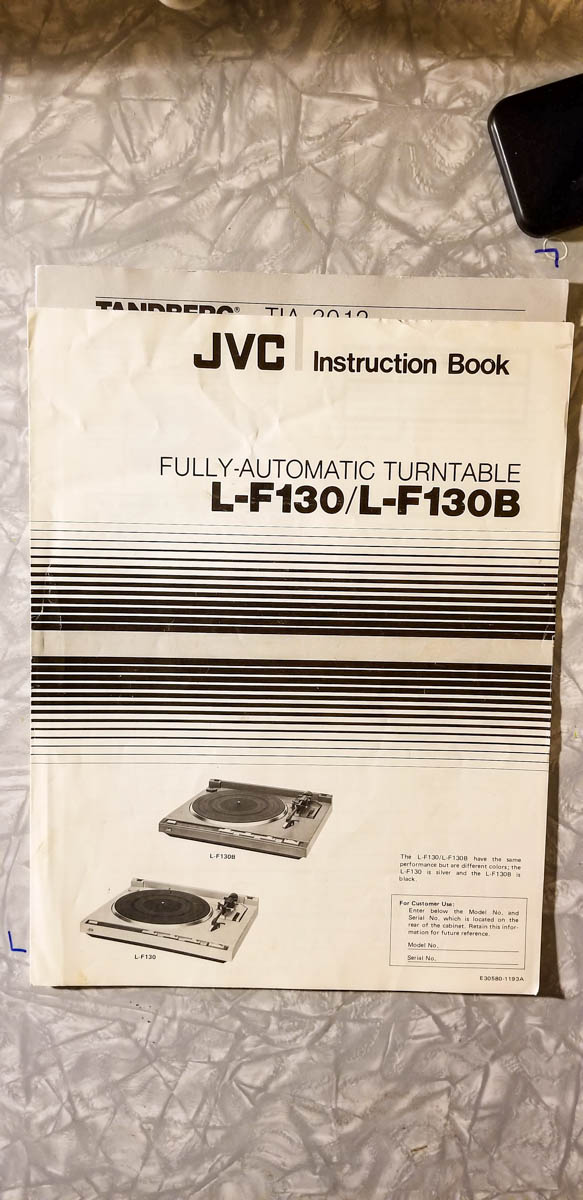 TANDBERG® TIA 3012
JVC Instruction Book
FULLY-AUTOMATIC TURNTABLE
L-F130/L-F130B
L-F130B
L-F130
The L-F130/L-F130B have the same
performance but are different colors; the
L-F130 is silver and the L-F130B is
black.
For Customer Use:
Enter below the Model No. and
Serial No. which is located on the
rear of the cabinet. Retain this infor-
mation for future reference.
Model No.
Serial No.
E30580-1193A